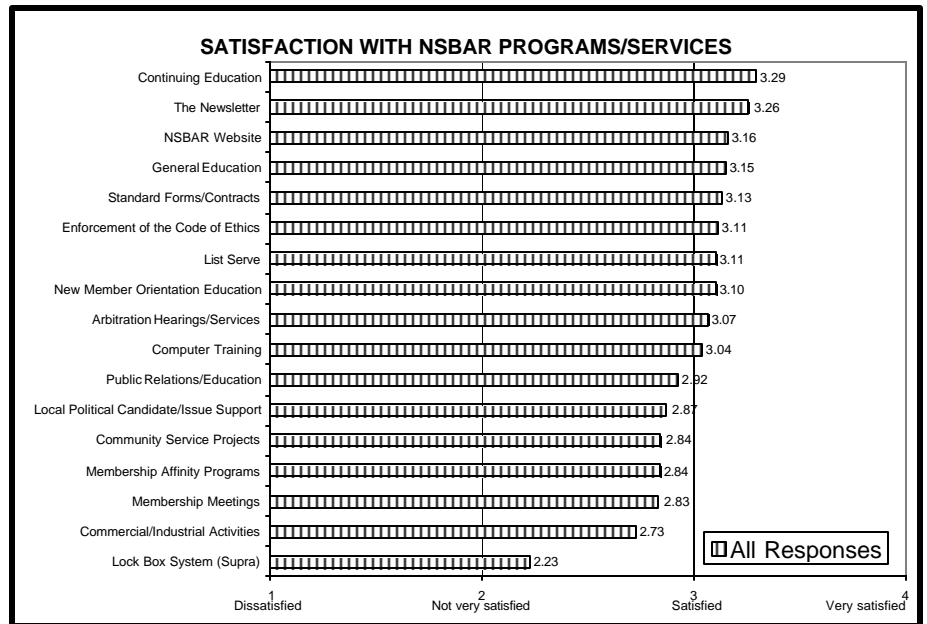 SATISFACTION WITH NSBAR PROGRAMS/SERVICES
Continuing Education 3.29
The Newsletter 3.26
NSBAR Website 3.16
General Education 3.15
Standard Forms/Contracts 3.13
Enforcement of the Code of Ethics 3.11
List Serve 3.11
New Member Orientation Education 3.10
Arbitration Hearings/Services 3.07
Computer Training 3.04
Public Relations/Education 2.92
Local Political Candidate/Issue Support 2.87
Community Service Projects 2.84
Membership Affinity Programs 2.84
Membership Meetings 2.83
Commercial/Industrial Activities 2.73
Lock Box System (Supra) 2.23
All Responses
1 2 3 4
Dissatisfied Not very satisfied Satisfied Very satisfied